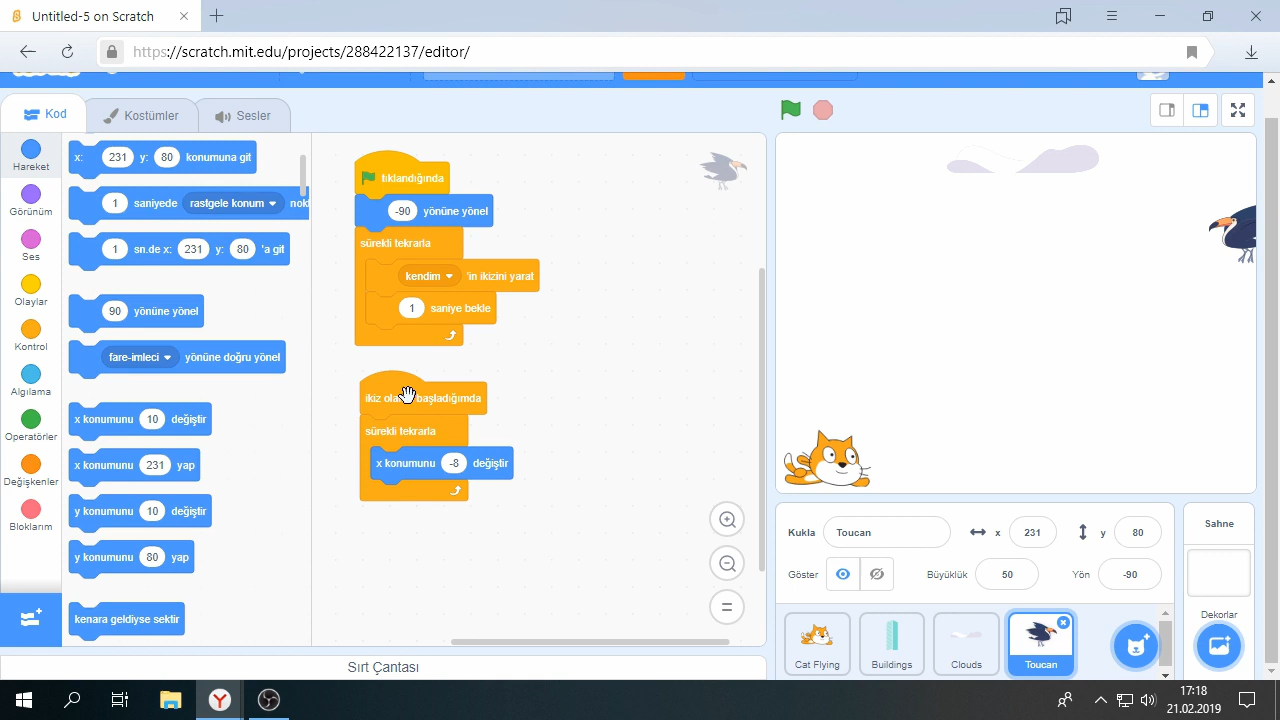 Untitled-5 on Scratch
https://scratch.mit.edu/projects/288422137/editor/
Kod
Kostümler
Sesler
Hareket
Görünüm
Ses
Olaylar
Kontrol
Algılama
Operatörler
Değişkenler
Bloklarım
x: 231 y: 80 konumuna git
1 saniyede rastgele konum
1 sn.de x: 231 y: 80 'a git
90 yönüne yönel
fare-imleci yönüne doğru yönel
x konumunu 10 değiştir
x konumunu 231 yap
y konumunu 10 değiştir
y konumunu 80 yap
kenara geldiyse sektir
tıklandığında
-90 yönüne yönel
sürekli tekrarla
kendim 'in ikizini yarat
1 saniye bekle
başladığımda
sürekli tekrarla
x konumunu -8 değiştir
Sırt Çantası
Kukla Toucan x 231 y 80
Göster Büyüklük 50 Yön -90
Cat Flying
Buildings
Clouds
Toucan
Sahne
Dekorlar
17:18
21.02.2019